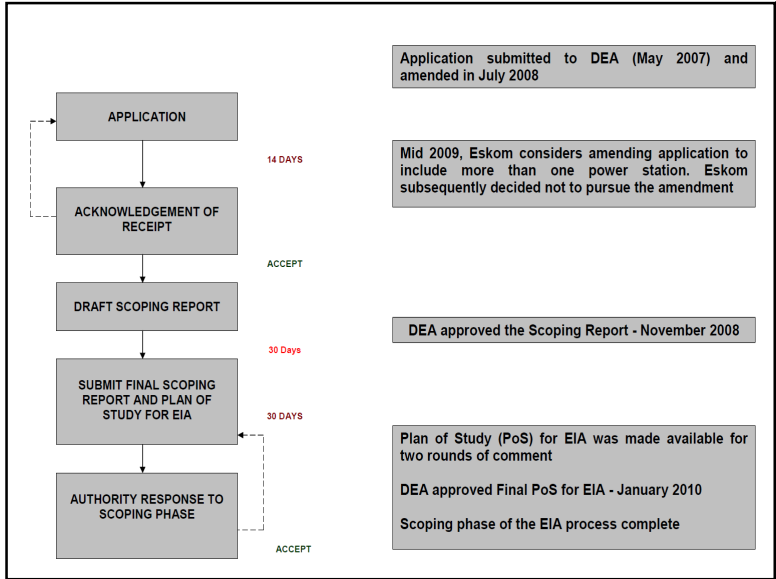 Application submitted to DEA (May 2007) and
amended in July 2008
APPLICATION
14 DAYS
Mid 2009, Eskom considers amending application to
include more than one power station. Eskom
subsequently decided not to pursue the amendment
ACKNOWLEDGEMENT OF
RECEIPT
ACCEPT
DRAFT SCOPING REPORT
DEA approved the Scoping Report - November 2008
30 Days
SUBMIT FINAL SCOPING
REPORT AND PLAN OF
STUDY FOR EIA
30 DAYS
Plan of Study (PoS) for EIA was made available for
two rounds of comment
DEA approved Final PoS for EIA - January 2010
Scoping phase of the EIA process complete
AUTHORITY RESPONSE TO
SCOPING PHASE
ACCEPT